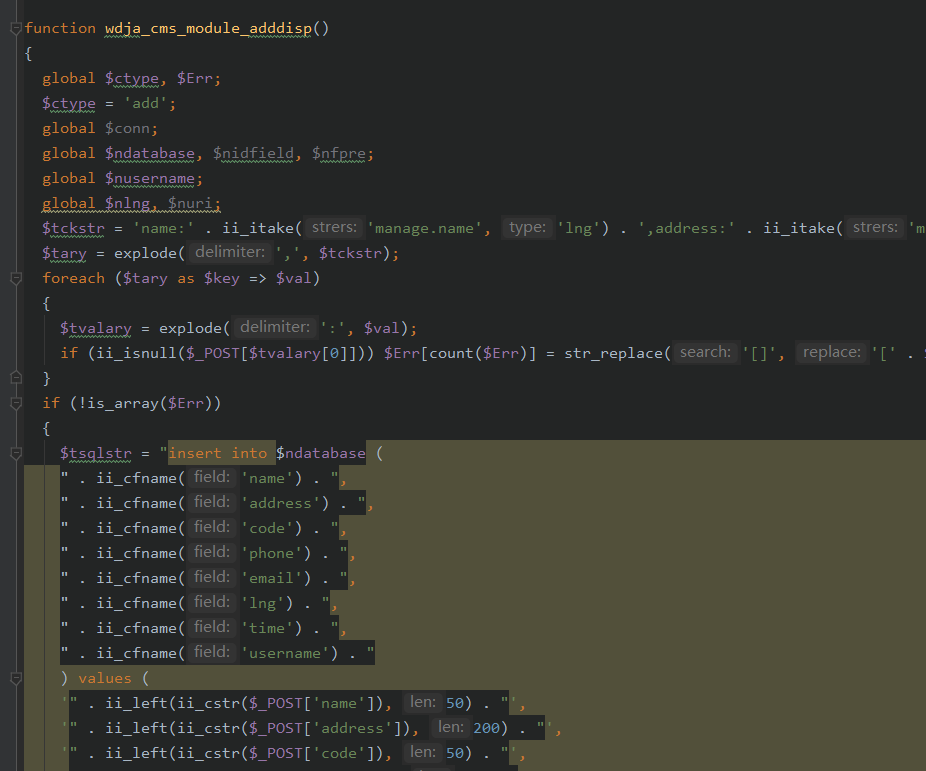 function wdja_cms_module_adddisp()
{
global $ctype, $Err;
$ctype = 'add';
global $conn;
global $ndatabase, $nidfield, $nfpre;
global $nusername;
global $nlng, $nuri;
$tckstr = 'name:' . ii_itake( strers: 'manage.name', type: 'lng') . ',address:' . ii_itake( strers: 'm
$tary = explode( delimiter: ',', $tckstr);
foreach ($tary as $key => $val)
{
$tvalary = explode( delimiter: ':', $val);
if (ii_isnull($_POST[$tvalary[0]])) $Err[count($Err)] = str_replace( search: '[]', replace: '[' .
}
if (!is_array($Err))
{
$tsqlstr = "insert into $ndatabase (
" . ii_cfname( field: 'name') . ",
" . ii_cfname( field: 'address') . ",
" . ii_cfname( field: 'code') . ",
" . ii_cfname( field: 'phone') . ",
" . ii_cfname( field: 'email') . ",
" . ii_cfname( field: 'lng') . ",
" . ii_cfname( field: 'time') . ",
" . ii_cfname( field: 'username') . "
) values (
'" . ii_left(ii_cstr($_POST['name']), len: 50) . "',
'" . ii_left(ii_cstr($_POST['address']), len: 200) . "',
'" . ii_left(ii_cstr($_POST['code']), len: 50) . "',